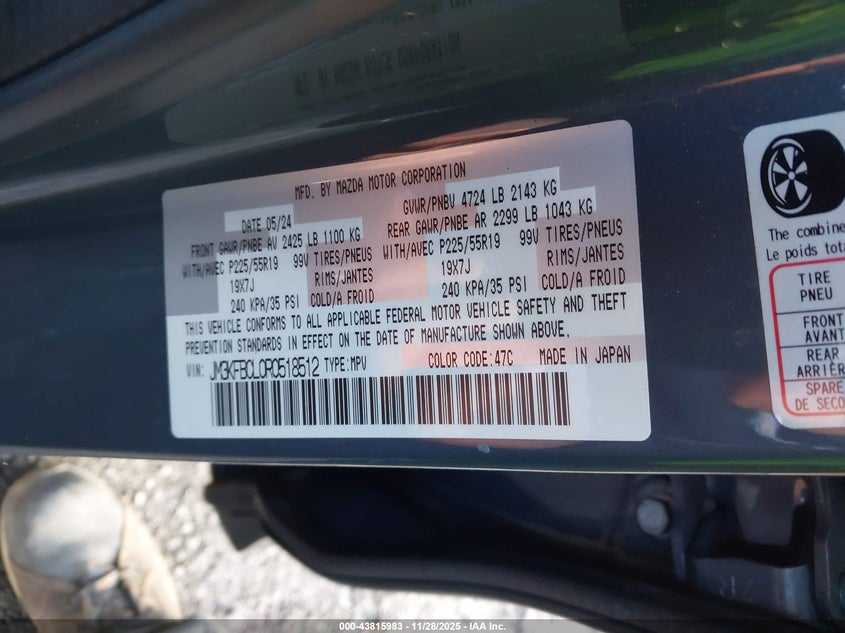 MFD. BY MAZDA MOTOR CORPORATION
DATE 05/24 GVWR/PNBV 4724 LB 2143 KG
FRONT GAWR/PNBE AV 2425 LB 1100 KG REAR GAWR/PNBE AR 2299 LB 1043 KG
WITH/AVEC P225/55R19 99V TIRES/PNEUS WITH/AVEC P225/55R19 99V TIRES/PNEUS
19X7J RIMS/JANTES 19X7J RIMS/JANTES
240 KPA/35 PSI COLD/A FROID 240 KPA/35 PSI COLD/A FROID
THIS VEHICLE CONFORMS TO ALL APPLICABLE FEDERAL MOTOR VEHICLE SAFETY AND THEFT
PREVENTION STANDARDS IN EFFECT ON THE DATE OF MANUFACTURE SHOWN ABOVE.
VIN: JM3KFBCL0R0518512 TYPE:MPV COLOR CODE:47C MADE IN JAPAN
The combine
Le poids tota
TIRE
PNEU
FRONT
AVANT
REAR
ARRIÈR
SPARE
DE SECO
000-43815983 - 11/28/2025 - IAA Inc.